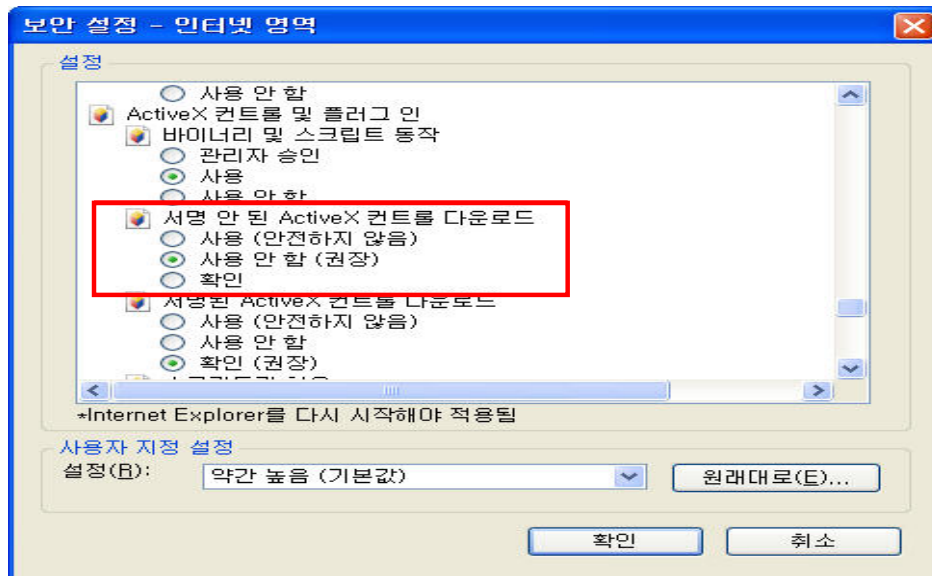 보안 설정 - 인터넷 영역
설정
사용 안 함
ActiveX 컨트롤 및 플러그 인
바이너리 및 스크립트 동작
관리자 승인
사용
사용 안 함
서명 안 된 ActiveX 컨트롤 다운로드
사용 (안전하지 않음)
사용 안 함 (권장)
확인
서명된 ActiveX 컨트롤 다운로드
사용 (안전하지 않음)
사용 안 함
확인 (권장)
*Internet Explorer를 다시 시작해야 적용됨
사용자 지정 설정
설정(R): 약간 높음 (기본값) 원래대로(E)...
확인 취소